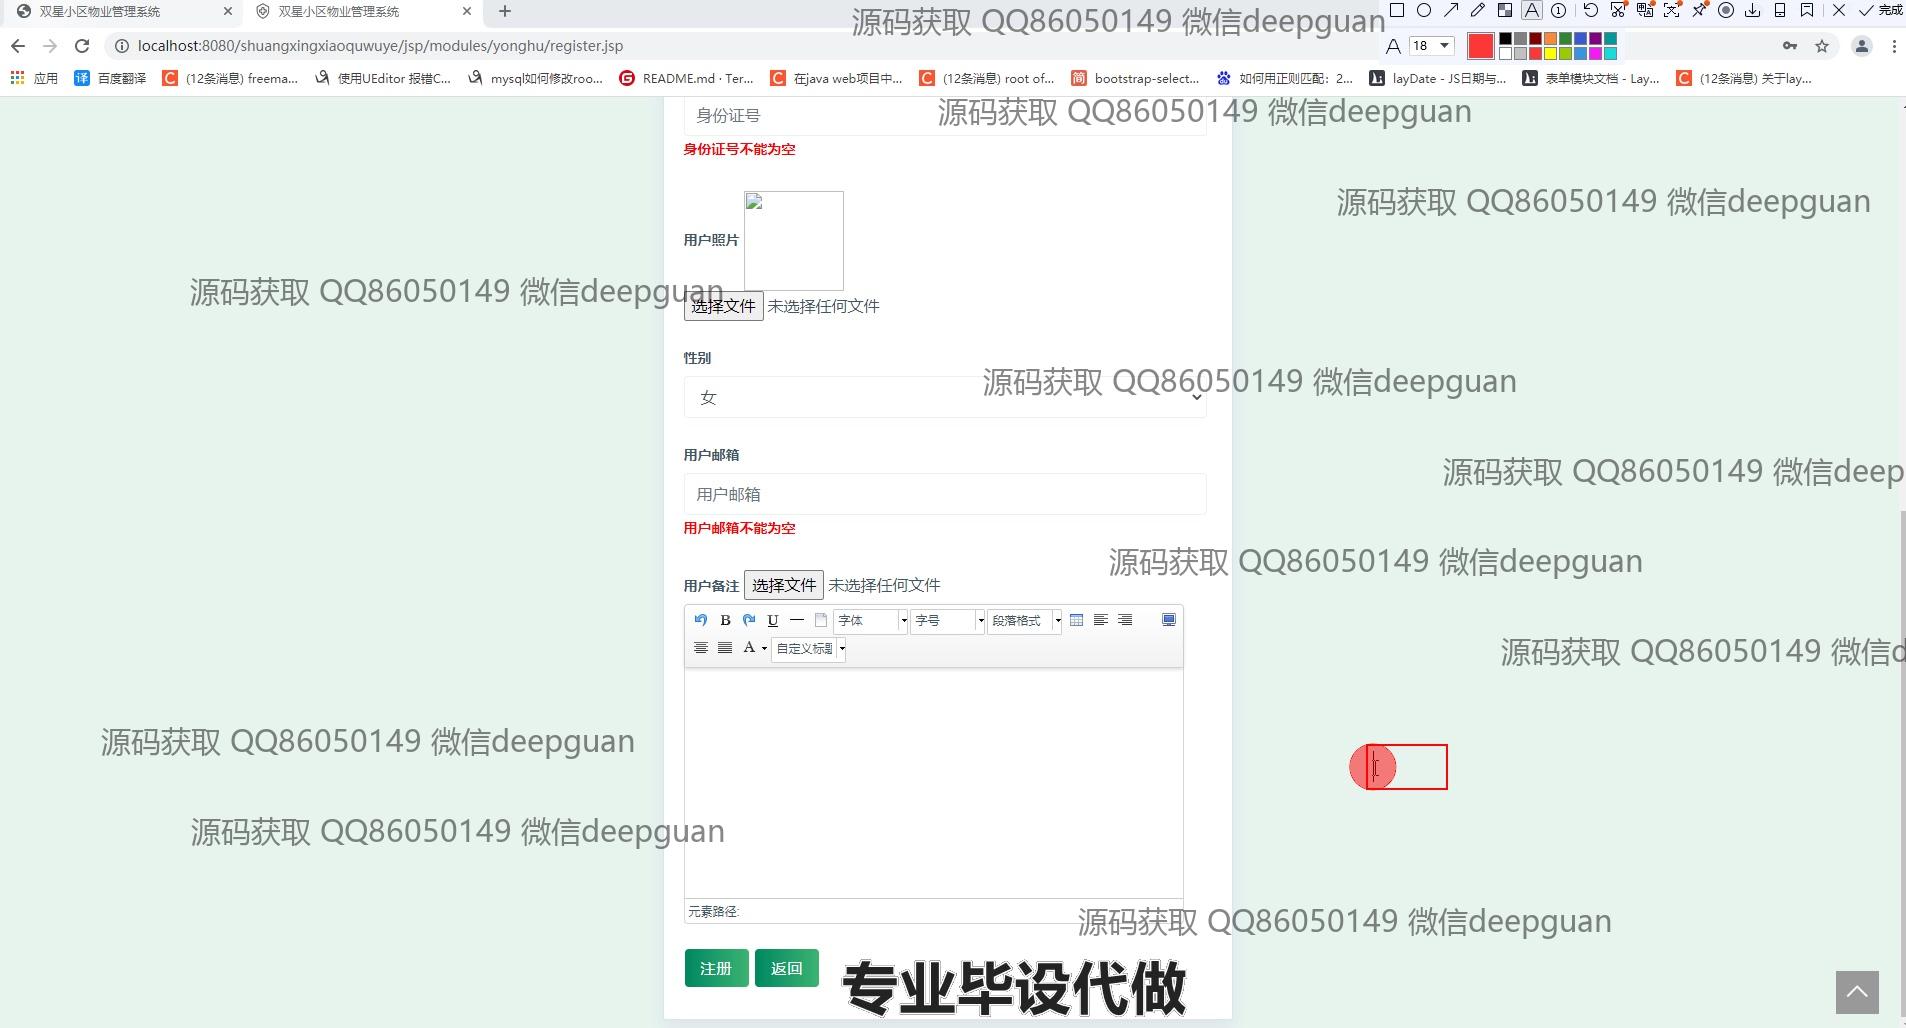 双星小区物业管理系统
双星小区物业管理系统
源码获取 QQ86050149 微信deepguan
完成
localhost:8080/shuangxingxiaoquwuye/jsp/modules/yonghu/register.jsp
A 18
应用 百度翻译 (12条消息) freema... 使用UEditor 报错C... mysql如何修改roo... README.md · Ter... 在java web项目中... (12条消息) root of... bootstrap-select... 如何用正则匹配：2... layDate - JS日期与... 表单模块文档 - Lay... (12条消息) 关于lay...
身份证号
源码获取 QQ86050149 微信deepguan
身份证号不能为空
源码获取 QQ86050149 微信deepguan
用户照片
源码获取 QQ86050149 微信deepguan
选择文件 未选择任何文件
性别
源码获取 QQ86050149 微信deepguan
女
用户邮箱
源码获取 QQ86050149 微信deep
用户邮箱
用户邮箱不能为空
源码获取 QQ86050149 微信deepguan
用户备注 选择文件 未选择任何文件
B U 字体 字号 段落格式
A 自定义标题
源码获取 QQ86050149 微信d
源码获取 QQ86050149 微信deepguan
源码获取 QQ86050149 微信deepguan
元素路径:
源码获取 QQ86050149 微信deepguan
注册 返回
专业毕设代做